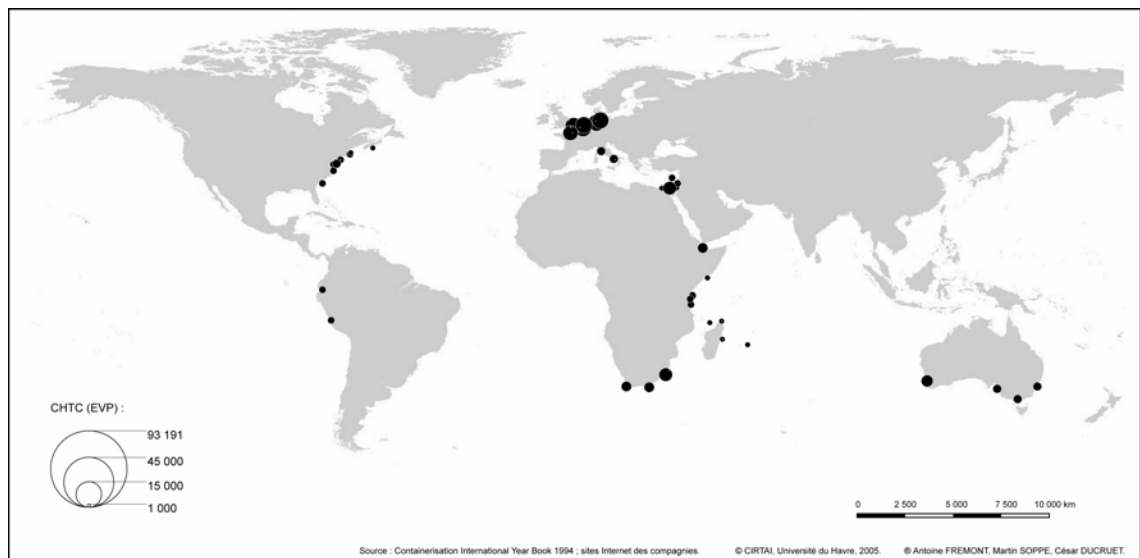 CHTC (EVP) :
93 191
45 000
15 000
1 000
0 2 500 5 000 7 500 10 000 km
Source : Containerisation International Year Book 1994 ; sites Internet des compagnies. © CIRTAI, Université du Havre, 2005. ® Antoine FREMONT, Martin SOPPE, César DUCRUET.